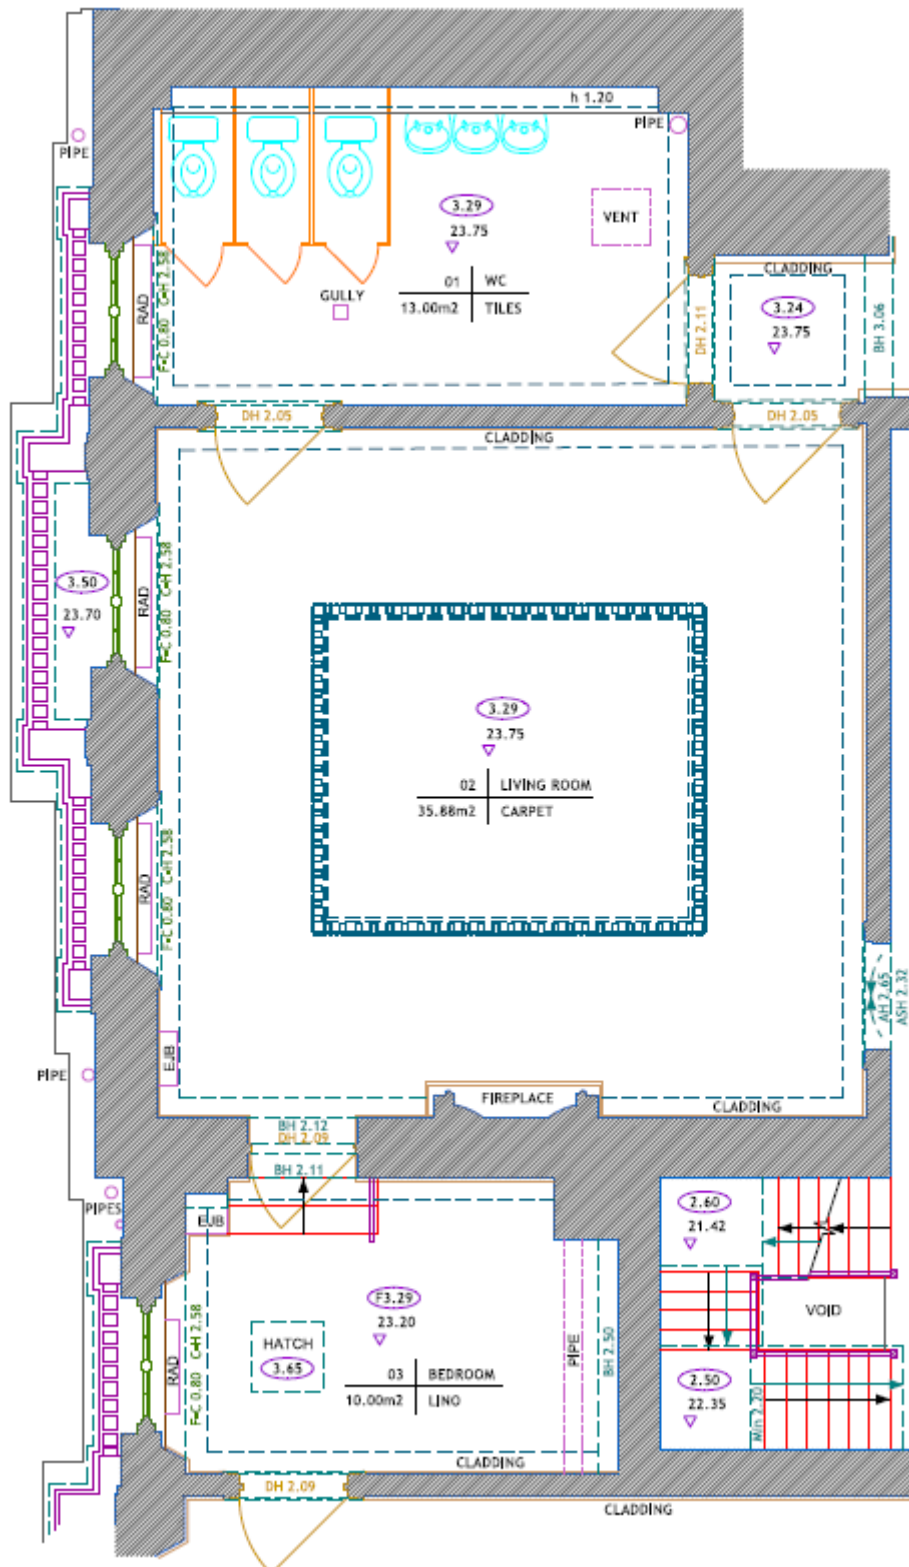 h 1.20
PIPE
PIPE
3.29
23.75
VENT
01 WC
13.00m2 TILES
GULLY
RAD
F-C 0.80 C-H 2.58
CLADDING
3.24
23.75
BH 3.06
DH 2.11
DH 2.05
DH 2.05
CLADDING
3.50
23.70
RAD
F-C 0.80 C-H 2.58
3.29
23.75
02 LIVING ROOM
35.88m2 CARPET
RAD
F-C 0.80 C-H 2.58
AH 2.65
ASH 2.32
EJB
PIPE
FIREPLACE
CLADDING
BH 2.12
DH 2.09
BH 2.11
PIPES
EJB
2.60
21.42
F3.29
23.20
HATCH
3.65
03 BEDROOM
10.00m2 LINO
RAD
F-C 0.80 C-H 2.58
PIPE
BH 2.50
VOID
2.50
22.35
Min 2.20
CLADDING
DH 2.09
CLADDING